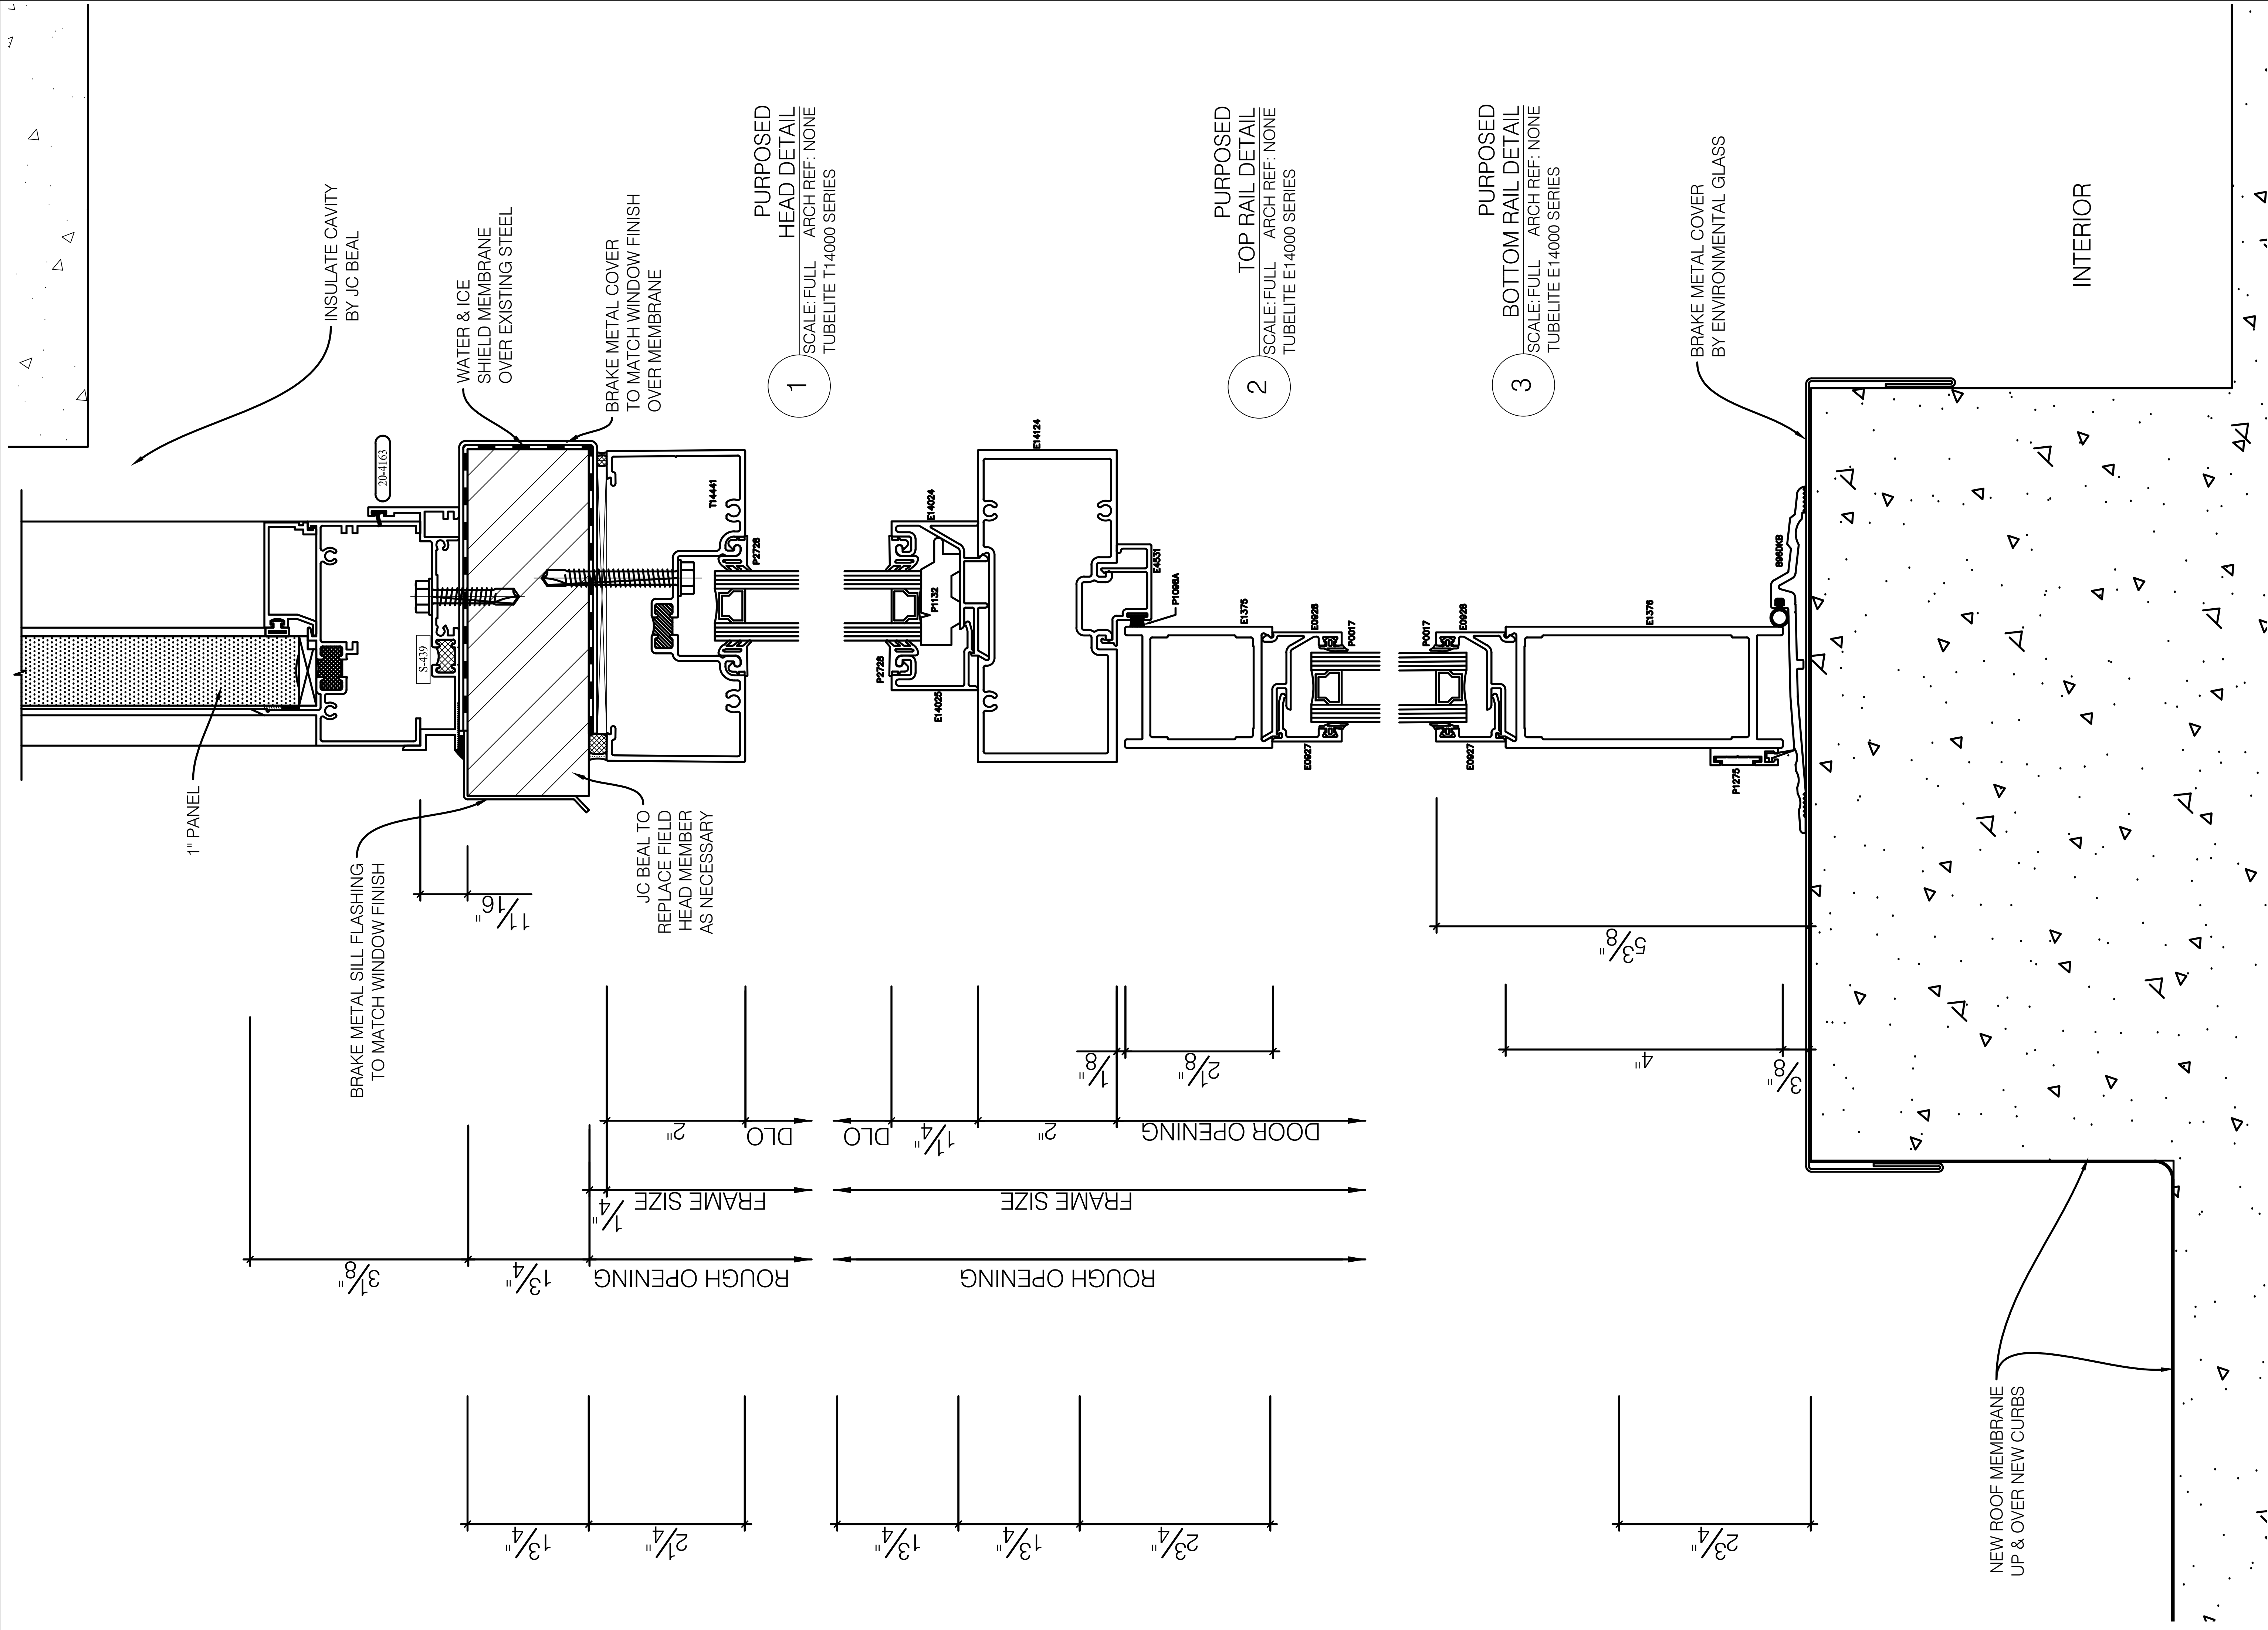 INSULATE CAVITY
BY JC BEAL
20-4163
WATER & ICE
SHIELD MEMBRANE
OVER EXISTING STEEL
BRAKE METAL COVER
TO MATCH WINDOW FINISH
OVER MEMBRANE
1" PANEL
S-439
BRAKE METAL SILL FLASHING
TO MATCH WINDOW FINISH
JC BEAL TO
REPLACE FIELD
HEAD MEMBER
AS NECESSARY
T14441
P2728
1
PURPOSED
HEAD DETAIL
SCALE: FULL ARCH REF: NONE
TUBELITE T14000 SERIES
E14024
P1132
P2728
E14025
E14124
E4531
P1098A
2
PURPOSED
TOP RAIL DETAIL
SCALE: FULL ARCH REF: NONE
TUBELITE E14000 SERIES
E1375
E0928
P0017
E0927
P0017
E0928
E0927
E1376
P1275
896DKB
3
PURPOSED
BOTTOM RAIL DETAIL
SCALE: FULL ARCH REF: NONE
TUBELITE E14000 SERIES
BRAKE METAL COVER
BY ENVIRONMENTAL GLASS
INTERIOR
NEW ROOF MEMBRANE
UP & OVER NEW CURBS
11/16"
5 3/8"
1/8"
2 1/8"
4"
3/8"
2"
DLO
DLO
1 1/4"
2"
DOOR OPENING
1/4"
FRAME SIZE
FRAME SIZE
3 1/8"
1 3/4"
ROUGH OPENING
ROUGH OPENING
1 3/4"
2 1/4"
1 3/4"
1 3/4"
2 3/4"
2 3/4"